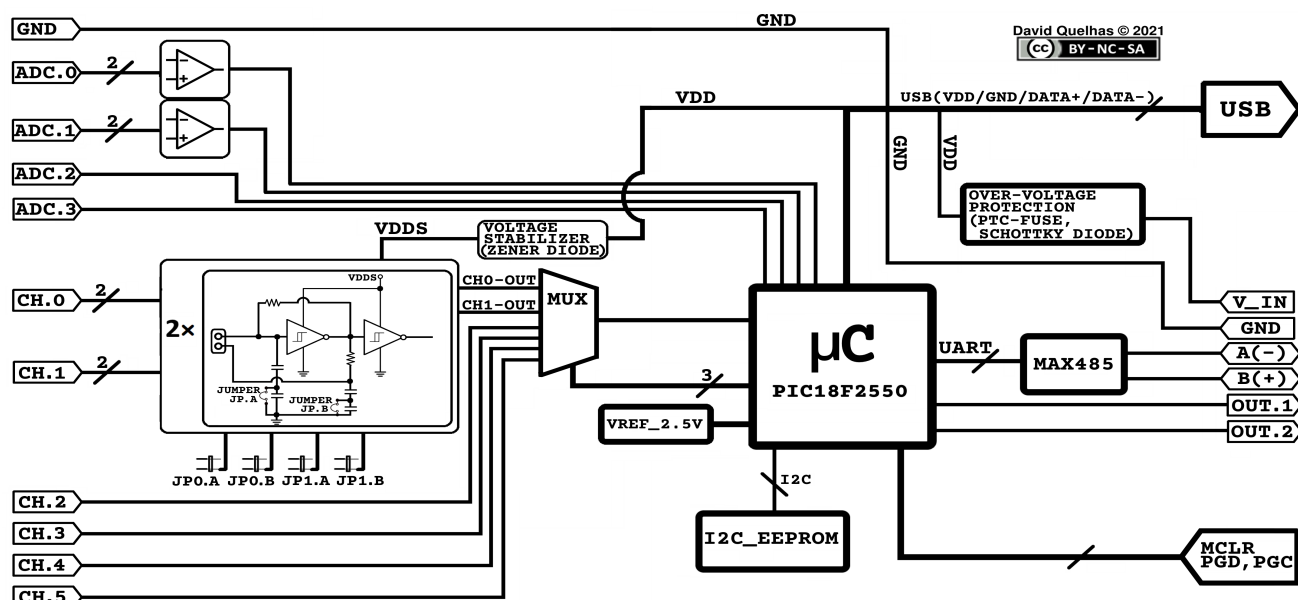 GND
GND
David Quelhas © 2021
cc BY-NC-SA
ADC.0
2
VDD
USB(VDD/GND/DATA+/DATA-)
USB
ADC.1
2
GND
VDD
ADC.2
ADC.3
OVER-VOLTAGE
PROTECTION
(PTC-FUSE,
SCHOTTKY DIODE)
VDDS
VOLTAGE
STABILIZER
(ZENER DIODE)
CH.0
2
2×
VDDS
CH0-OUT
CH1-OUT
MUX
V_IN
GND
µC
PIC18F2550
UART
MAX485
A(-)
B(+)
CH.1
2
3
JUMPER
JP.A
JUMPER
JP.B
VREF_2.5V
OUT.1
OUT.2
JP0.A JP0.B JP1.A JP1.B
I2C
CH.2
CH.3
I2C_EEPROM
MCLR
PGD,PGC
CH.4
CH.5